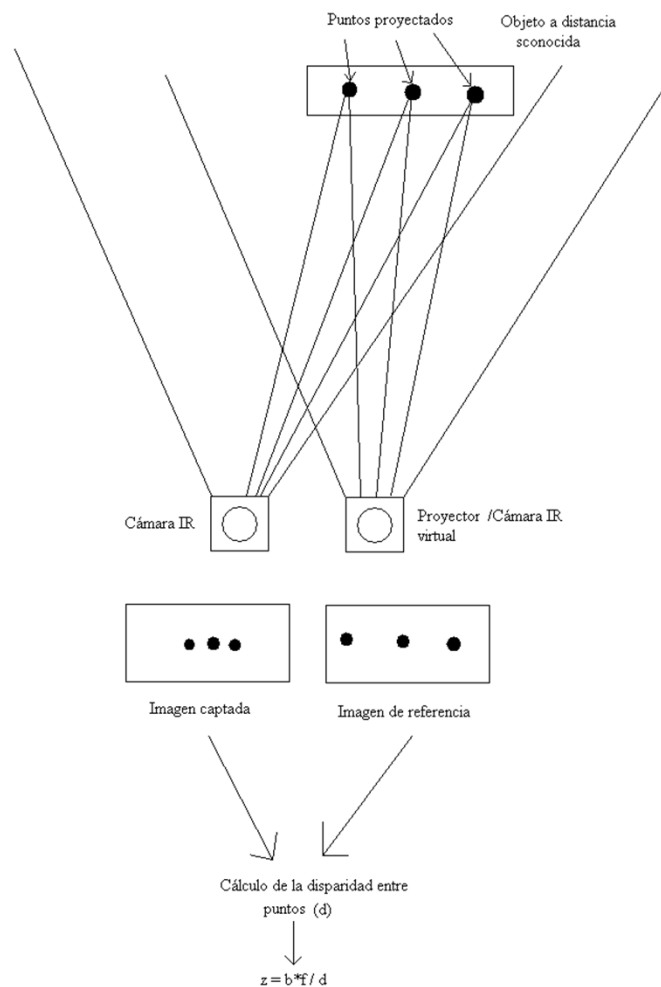 Puntos proyectados
Objeto a distancia
sconocida
Cámara IR
Proyector /Cámara IR
virtual
Imagen captada
Imagen de referencia
Cálculo de la disparidad entre
puntos (d)
z = b*f / d